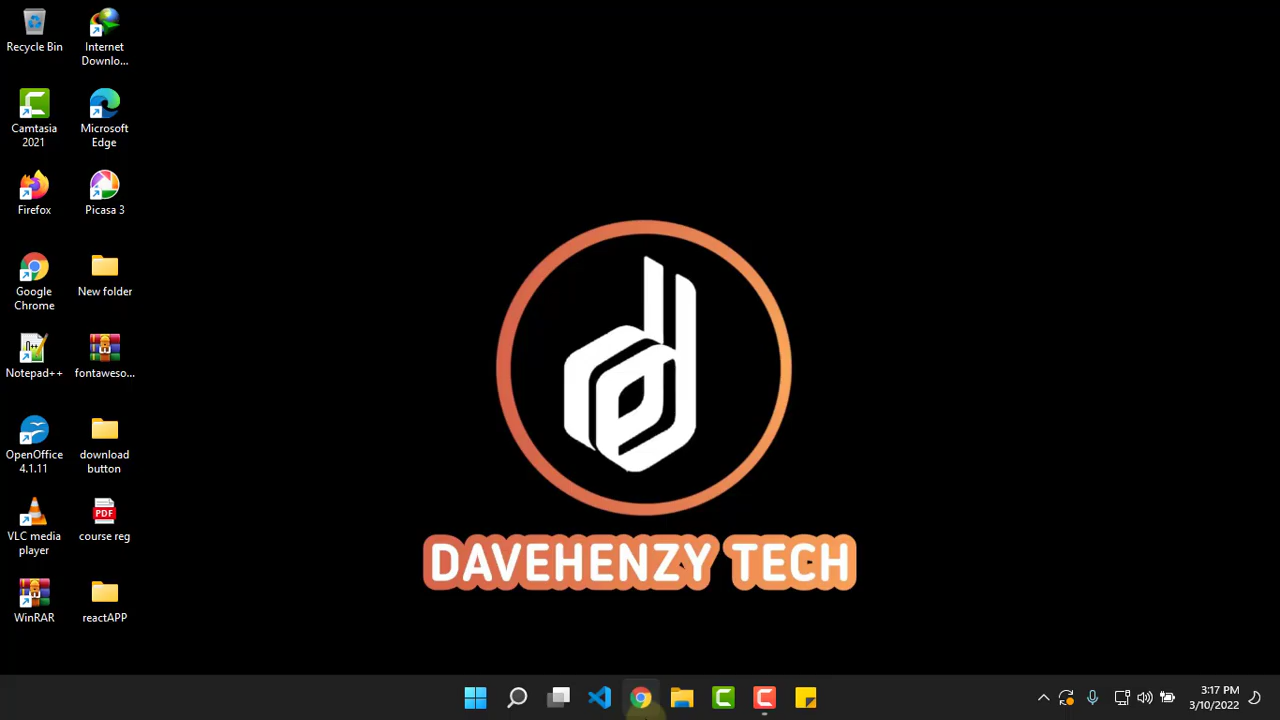 Recycle Bin
Internet
Downlo...
Camtasia
2021
Microsoft
Edge
Firefox
Picasa 3
Google
Chrome
New folder
Notepad++
fontaweso...
OpenOffice
4.1.11
download
button
VLC media
player
PDF
course reg
WinRAR
reactAPP
DAVEHENZY TECH
3:17 PM
3/10/2022